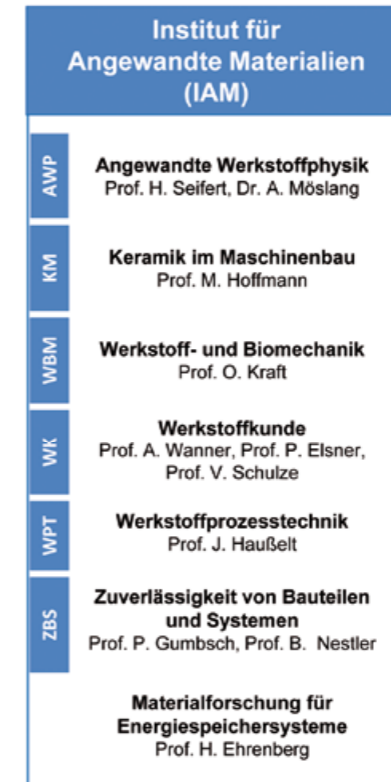 Institut für
Angewandte Materialien
(IAM)
AWP
Angewandte Werkstoffphysik
Prof. H. Seifert, Dr. A. Möslang
KM
Keramik im Maschinenbau
Prof. M. Hoffmann
WBM
Werkstoff- und Biomechanik
Prof. O. Kraft
WK
Werkstoffkunde
Prof. A. Wanner, Prof. P. Elsner,
Prof. V. Schulze
WPT
Werkstoffprozesstechnik
Prof. J. Haußelt
ZBS
Zuverlässigkeit von Bauteilen
und Systemen
Prof. P. Gumbsch, Prof. B. Nestler
Materialforschung für
Energiespeichersysteme
Prof. H. Ehrenberg